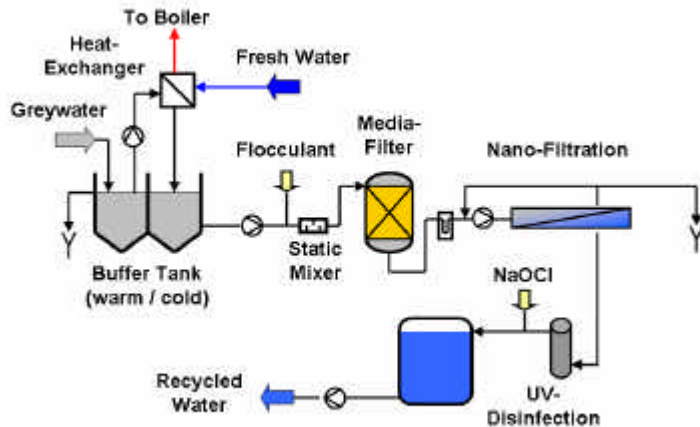 To Boiler
Heat-
Exchanger
Fresh Water
Greywater
Media-
Filter
Flocculant
Nano-Filtration
Static
Mixer
Buffer Tank
(warm / cold)
NaOCl
Recycled
Water
UV-
Disinfection